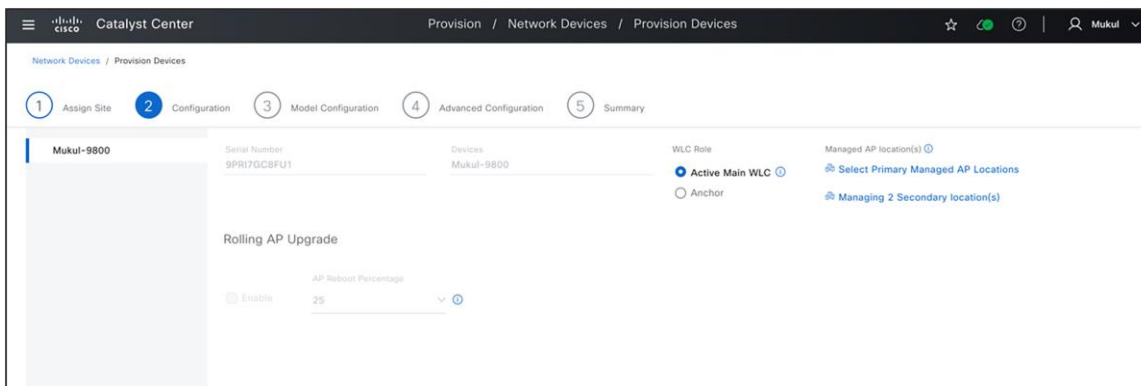 cisco Catalyst Center
Provision / Network Devices / Provision Devices
Mukul
Network Devices / Provision Devices
1 Assign Site 2 Configuration 3 Model Configuration 4 Advanced Configuration 5 Summary
Mukul-9800
Serial Number
9PRI7GC8FU1
Devices
Mukul-9800
WLC Role
Active Main WLC
Anchor
Managed AP location(s)
Select Primary Managed AP Locations
Managing 2 Secondary location(s)
Rolling AP Upgrade
Enable
AP Reboot Percentage
25